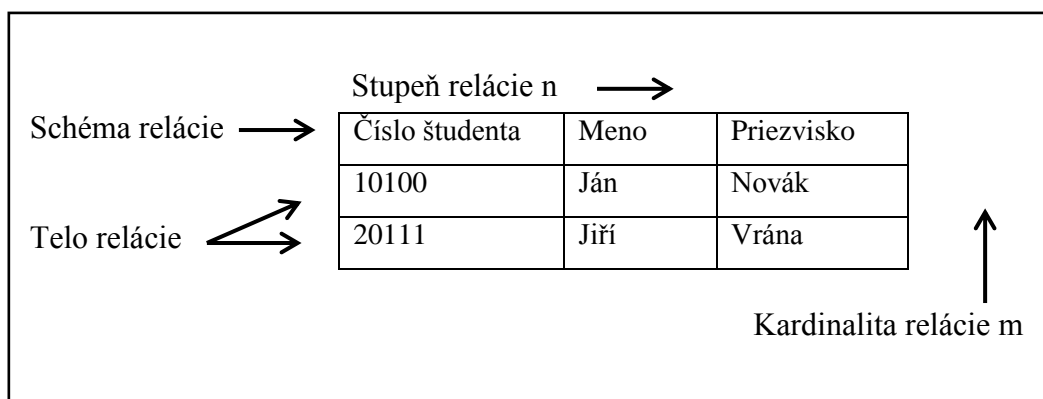 Stupeň relácie n
Schéma relácie
Číslo študenta Meno Priezvisko
10100 Ján Novák
Telo relácie
20111 Jiří Vrána
Kardinalita relácie m